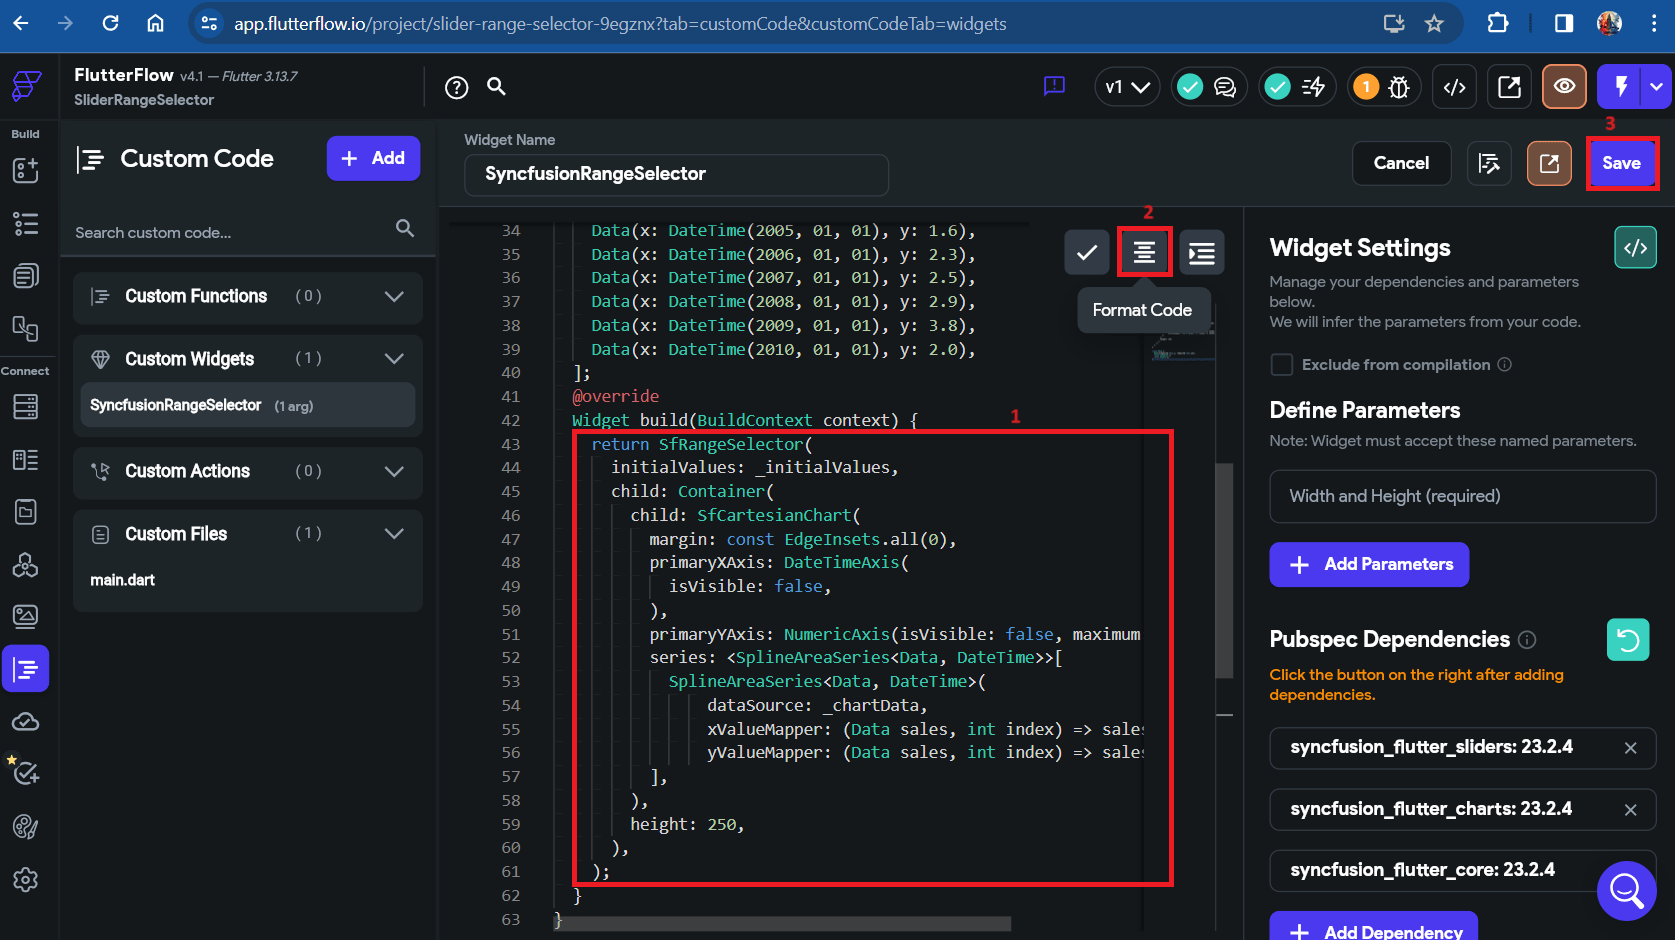 app.flutterflow.io/project/slider-range-selector-9egznx?tab=customCode&customCodeTab=widgets
FlutterFlow v4.1 — Flutter 3.13.7
SliderRangeSelector
v1
1
Build
Connect
Custom Code
+ Add
Search custom code...
Custom Functions (0)
Custom Widgets (1)
SyncfusionRangeSelector (1 arg)
Custom Actions (0)
Custom Files (1)
main.dart
Widget Name
SyncfusionRangeSelector
Cancel
3
Save
2
Format Code
1
34 Data(x: DateTime(2005, 01, 01), y: 1.6),
35 Data(x: DateTime(2006, 01, 01), y: 2.3),
36 Data(x: DateTime(2007, 01, 01), y: 2.5),
37 Data(x: DateTime(2008, 01, 01), y: 2.9),
38 Data(x: DateTime(2009, 01, 01), y: 3.8),
39 Data(x: DateTime(2010, 01, 01), y: 2.0),
40 ];
41 @override
42 Widget build(BuildContext context) {
43 return SfRangeSelector(
44 initialValues: _initialValues,
45 child: Container(
46 child: SfCartesianChart(
47 margin: const EdgeInsets.all(0),
48 primaryXAxis: DateTimeAxis(
49 isVisible: false,
50 ),
51 primaryYAxis: NumericAxis(isVisible: false, maximum
52 series: <SplineAreaSeries<Data, DateTime>>[
53 SplineAreaSeries<Data, DateTime>(
54 dataSource: _chartData,
55 xValueMapper: (Data sales, int index) => sales
56 yValueMapper: (Data sales, int index) => sales
57 ],
58 ),
59 height: 250,
60 ),
61 );
62 }
63 }
Widget Settings
Manage your dependencies and parameters
below.
We will infer the parameters from your code.
Exclude from compilation
Define Parameters
Note: Widget must accept these named parameters.
Width and Height (required)
+ Add Parameters
Pubspec Dependencies
Click the button on the right after adding
dependencies.
syncfusion_flutter_sliders: 23.2.4
syncfusion_flutter_charts: 23.2.4
syncfusion_flutter_core: 23.2.4
+ Add Dependency